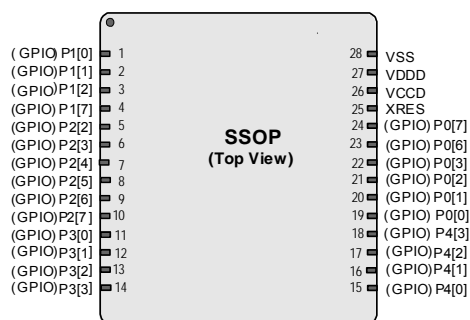 ( GPIO) P1[0] 1
(GPIO) P1[1] 2
(GPIO) P1[2] 3
(GPIO) P1[7] 4
(GPIO) P2[2] 5
(GPIO) P2[3] 6
(GPIO) P2[4] 7
(GPIO) P2[5] 8
(GPIO) P2[6] 9
(GPIO) P2[7] 10
(GPIO) P3[0] 11
(GPIO) P3[1] 12
(GPIO) P3[2] 13
(GPIO) P3[3] 14
SSOP
(Top View)
28 VSS
27 VDDD
26 VCCD
25 XRES
24 (GPIO) P0[7]
23 (GPIO) P0[6]
22 (GPIO) P0[3]
21 (GPIO) P0[2]
20 (GPIO) P0[1]
19 (GPIO) P0[0]
18 (GPIO) P4[3]
17 (GPIO) P4[2]
16 (GPIO) P4[1]
15 (GPIO) P4[0]